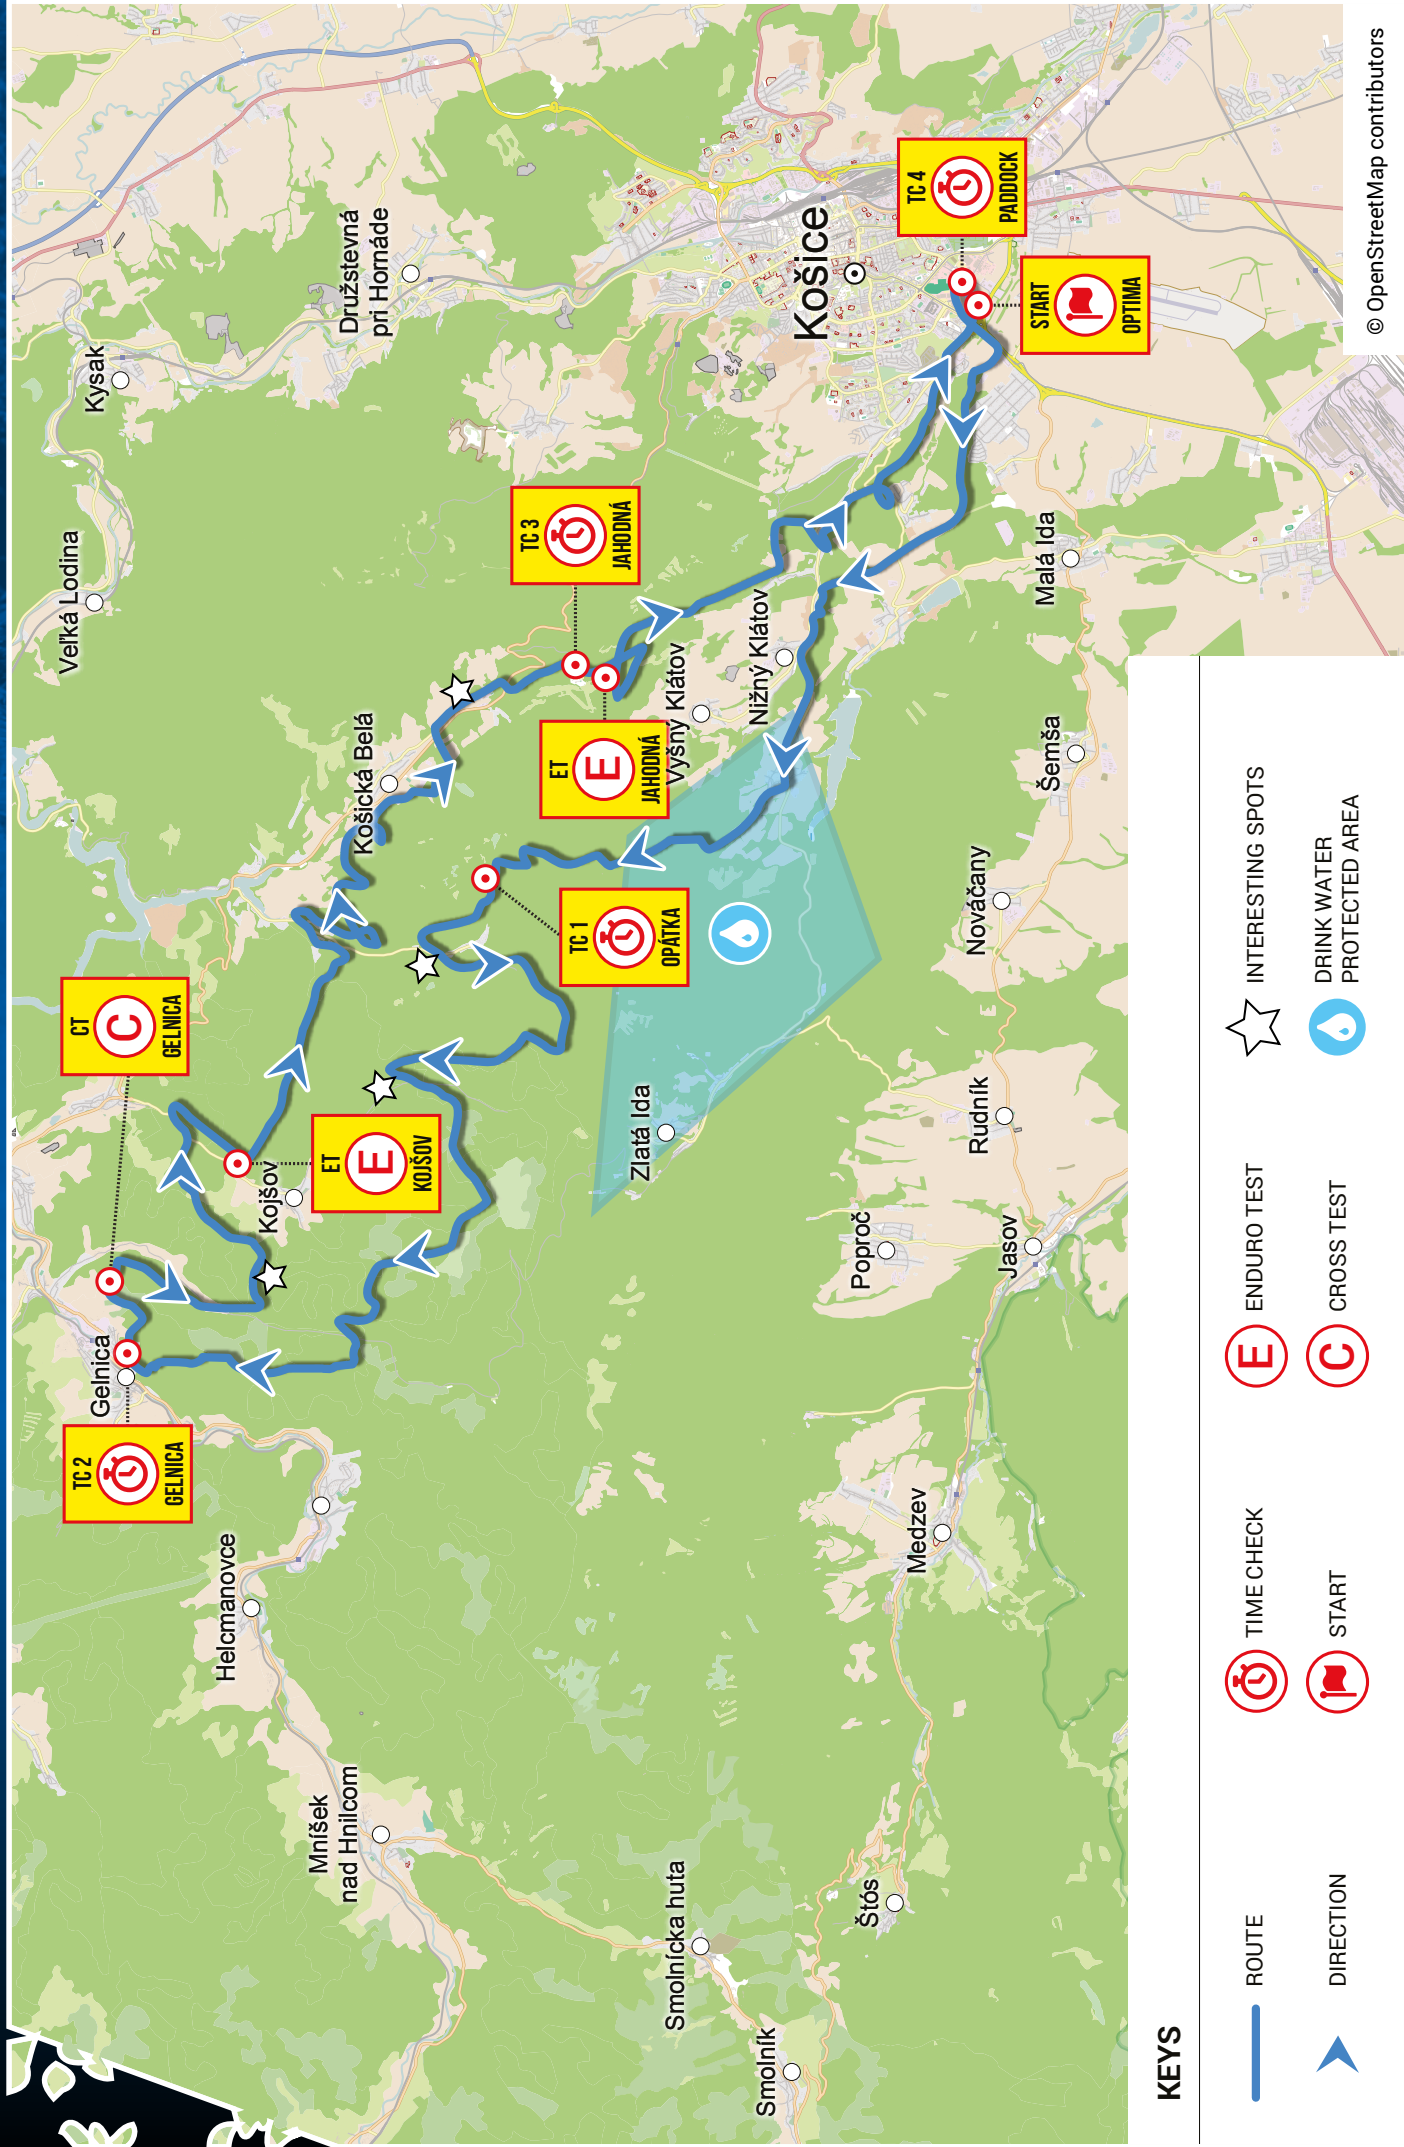 Veľká Lodina
Kysak
Družstevná
pri Hornáde
Košice
TC 4
PADDOCK
START
OPTIMA
TC 3
JAHODNÁ
ET
E
JAHODNÁ
Košická Belá
Vyšný Klátov
Nižný Klátov
Malá Ida
Šemša
Nováčany
Rudník
Jasov
Poproč
Zlatá Ida
TC 1
OPÁTKA
CT
C
GELNICA
ET
E
KOJŠOV
Kojšov
Gelnica
TC 2
GELNICA
Helcmanovce
Mníšek
nad Hnilcom
Smolnícka huta
Smolník
Štós
Medzev
KEYS
ROUTE
TIME CHECK
E
ENDURO TEST
INTERESTING SPOTS
DIRECTION
START
C
CROSS TEST
DRINK WATER
PROTECTED AREA
© OpenStreetMap contributors